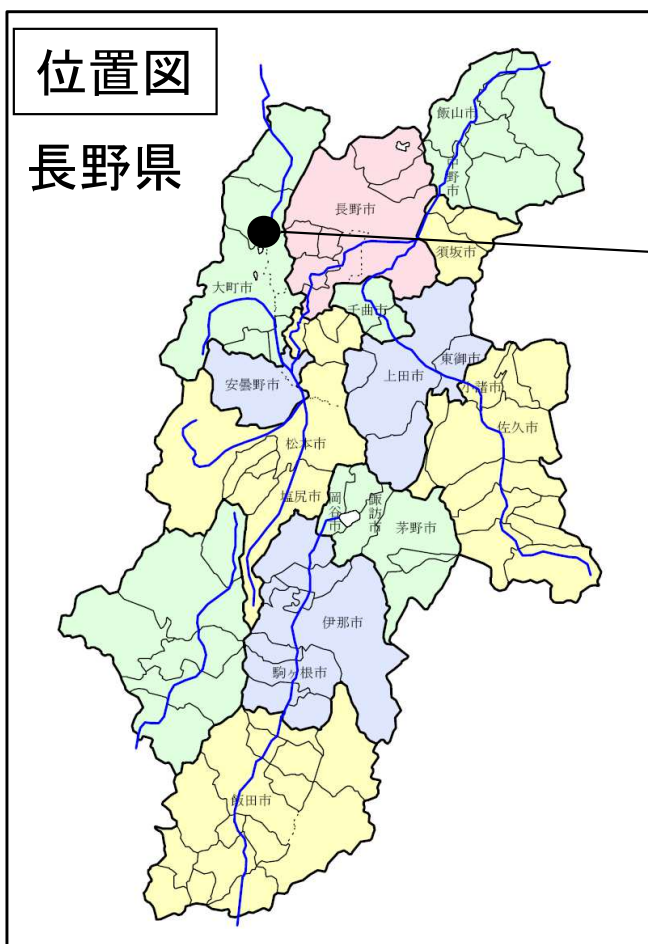 位置図
長野県
飯山市
中野市
長野市
須坂市
大町市
千曲市
上田市
東御市
小諸市
安曇野市
佐久市
松本市
塩尻市
岡谷市
諏訪市
茅野市
伊那市
駒ヶ根市
飯田市